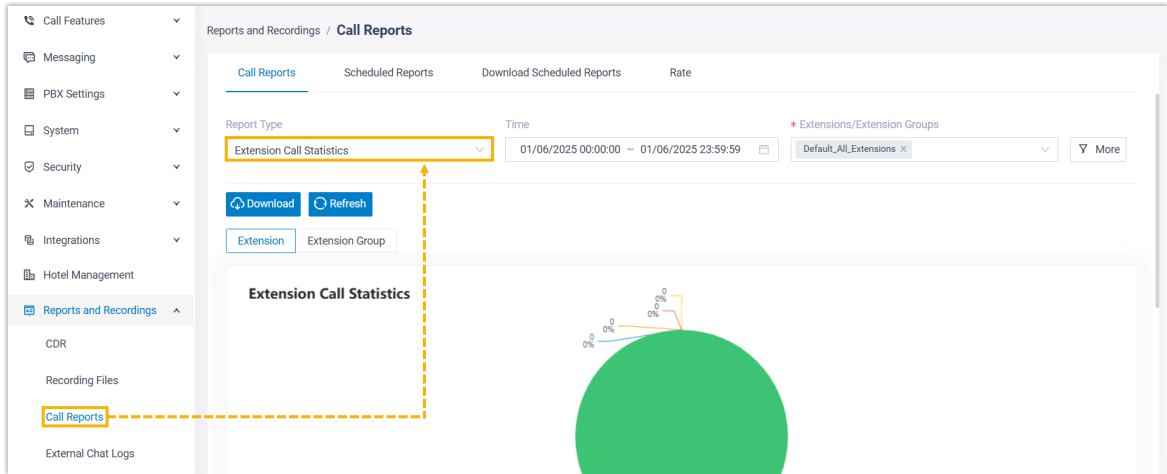 Call Features
Messaging
PBX Settings
System
Security
Maintenance
Integrations
Hotel Management
Reports and Recordings
CDR
Recording Files
Call Reports
External Chat Logs
Reports and Recordings / Call Reports
Call Reports Scheduled Reports Download Scheduled Reports Rate
Report Type Time * Extensions/Extension Groups
Extension Call Statistics 01/06/2025 00:00:00 ~ 01/06/2025 23:59:59 Default_All_Extensions × More
Download Refresh
Extension Extension Group
Extension Call Statistics
0
0%
0
0%
0
0%
0
0%